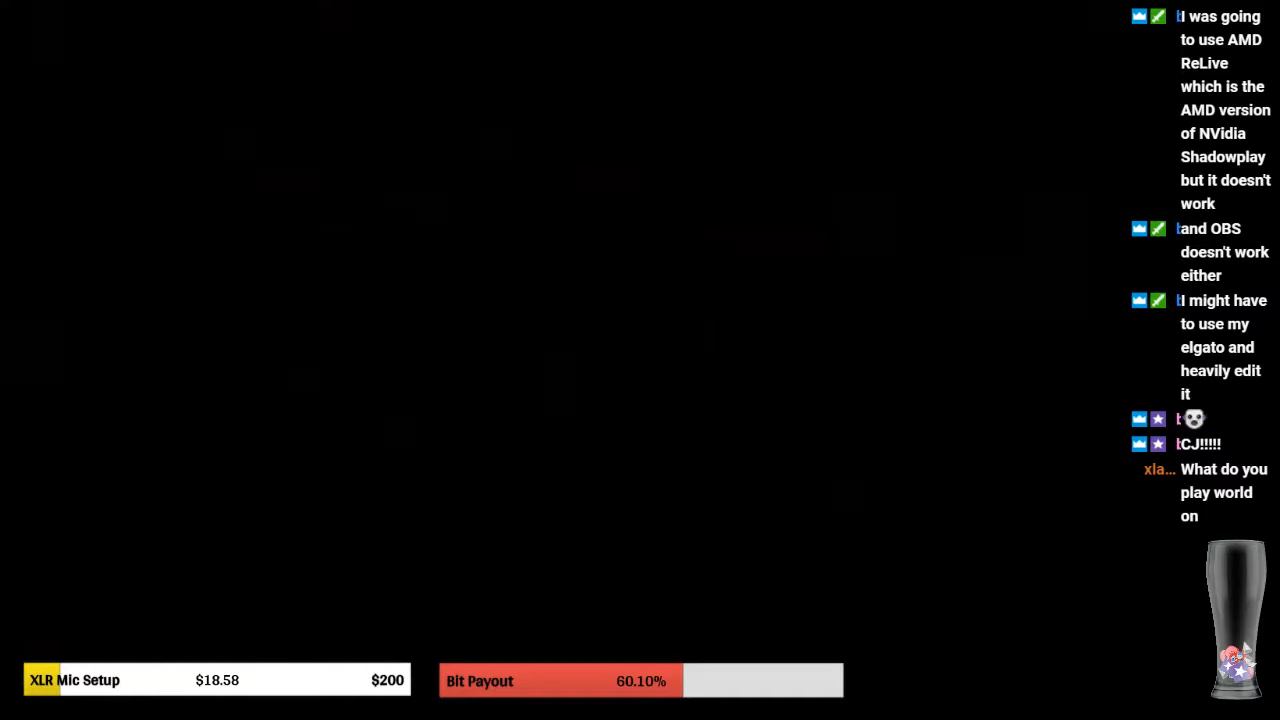 I was going
to use AMD
ReLive
which is the
AMD version
of NVidia
Shadowplay
but it doesn't
work
and OBS
doesn't work
either
I might have
to use my
elgato and
heavily edit
it
CJ!!!!!
xla... What do you
play world
on
XLR Mic Setup $18.58 $200
Bit Payout 60.10%